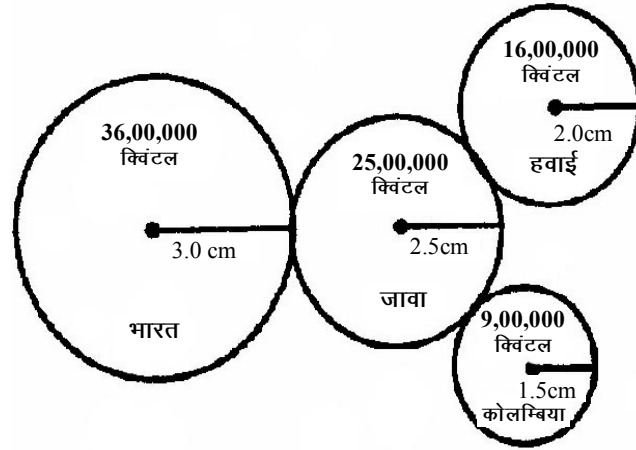 36,00,000
क्विंटल
3.0 cm
भारत
25,00,000
क्विंटल
2.5cm
जावा
16,00,000
क्विंटल
2.0cm
हवाई
9,00,000
क्विंटल
1.5cm
कोलम्बिया